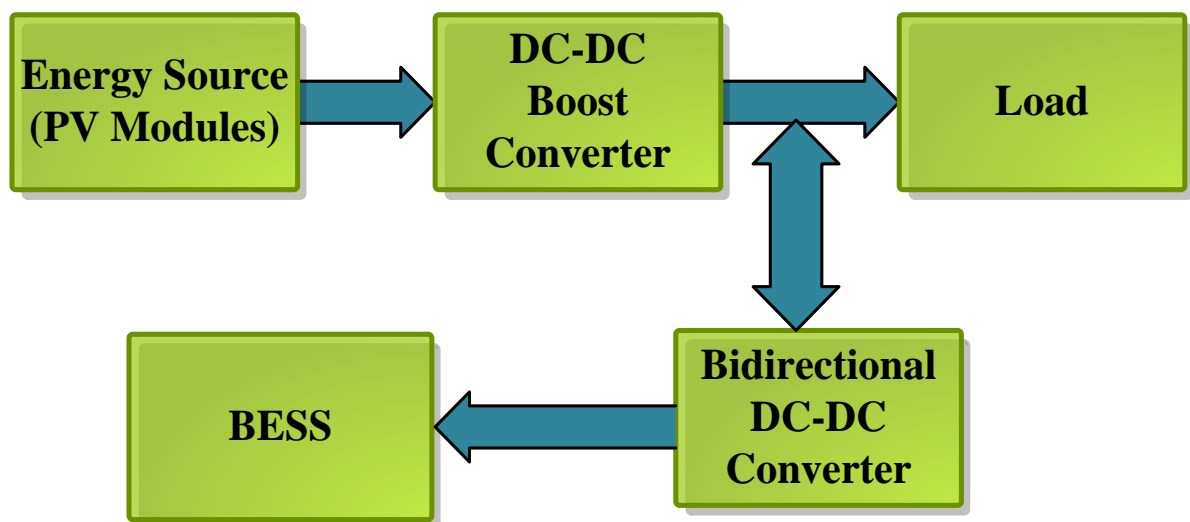 Energy Source
(PV Modules)
DC-DC
Boost
Converter
Load
BESS
Bidirectional
DC-DC
Converter